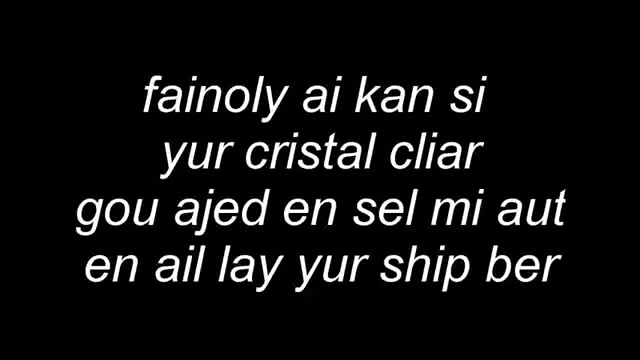 fainoly ai kan si
yur cristal cliar
gou ajed en sel mi aut
en ail lay yur ship ber